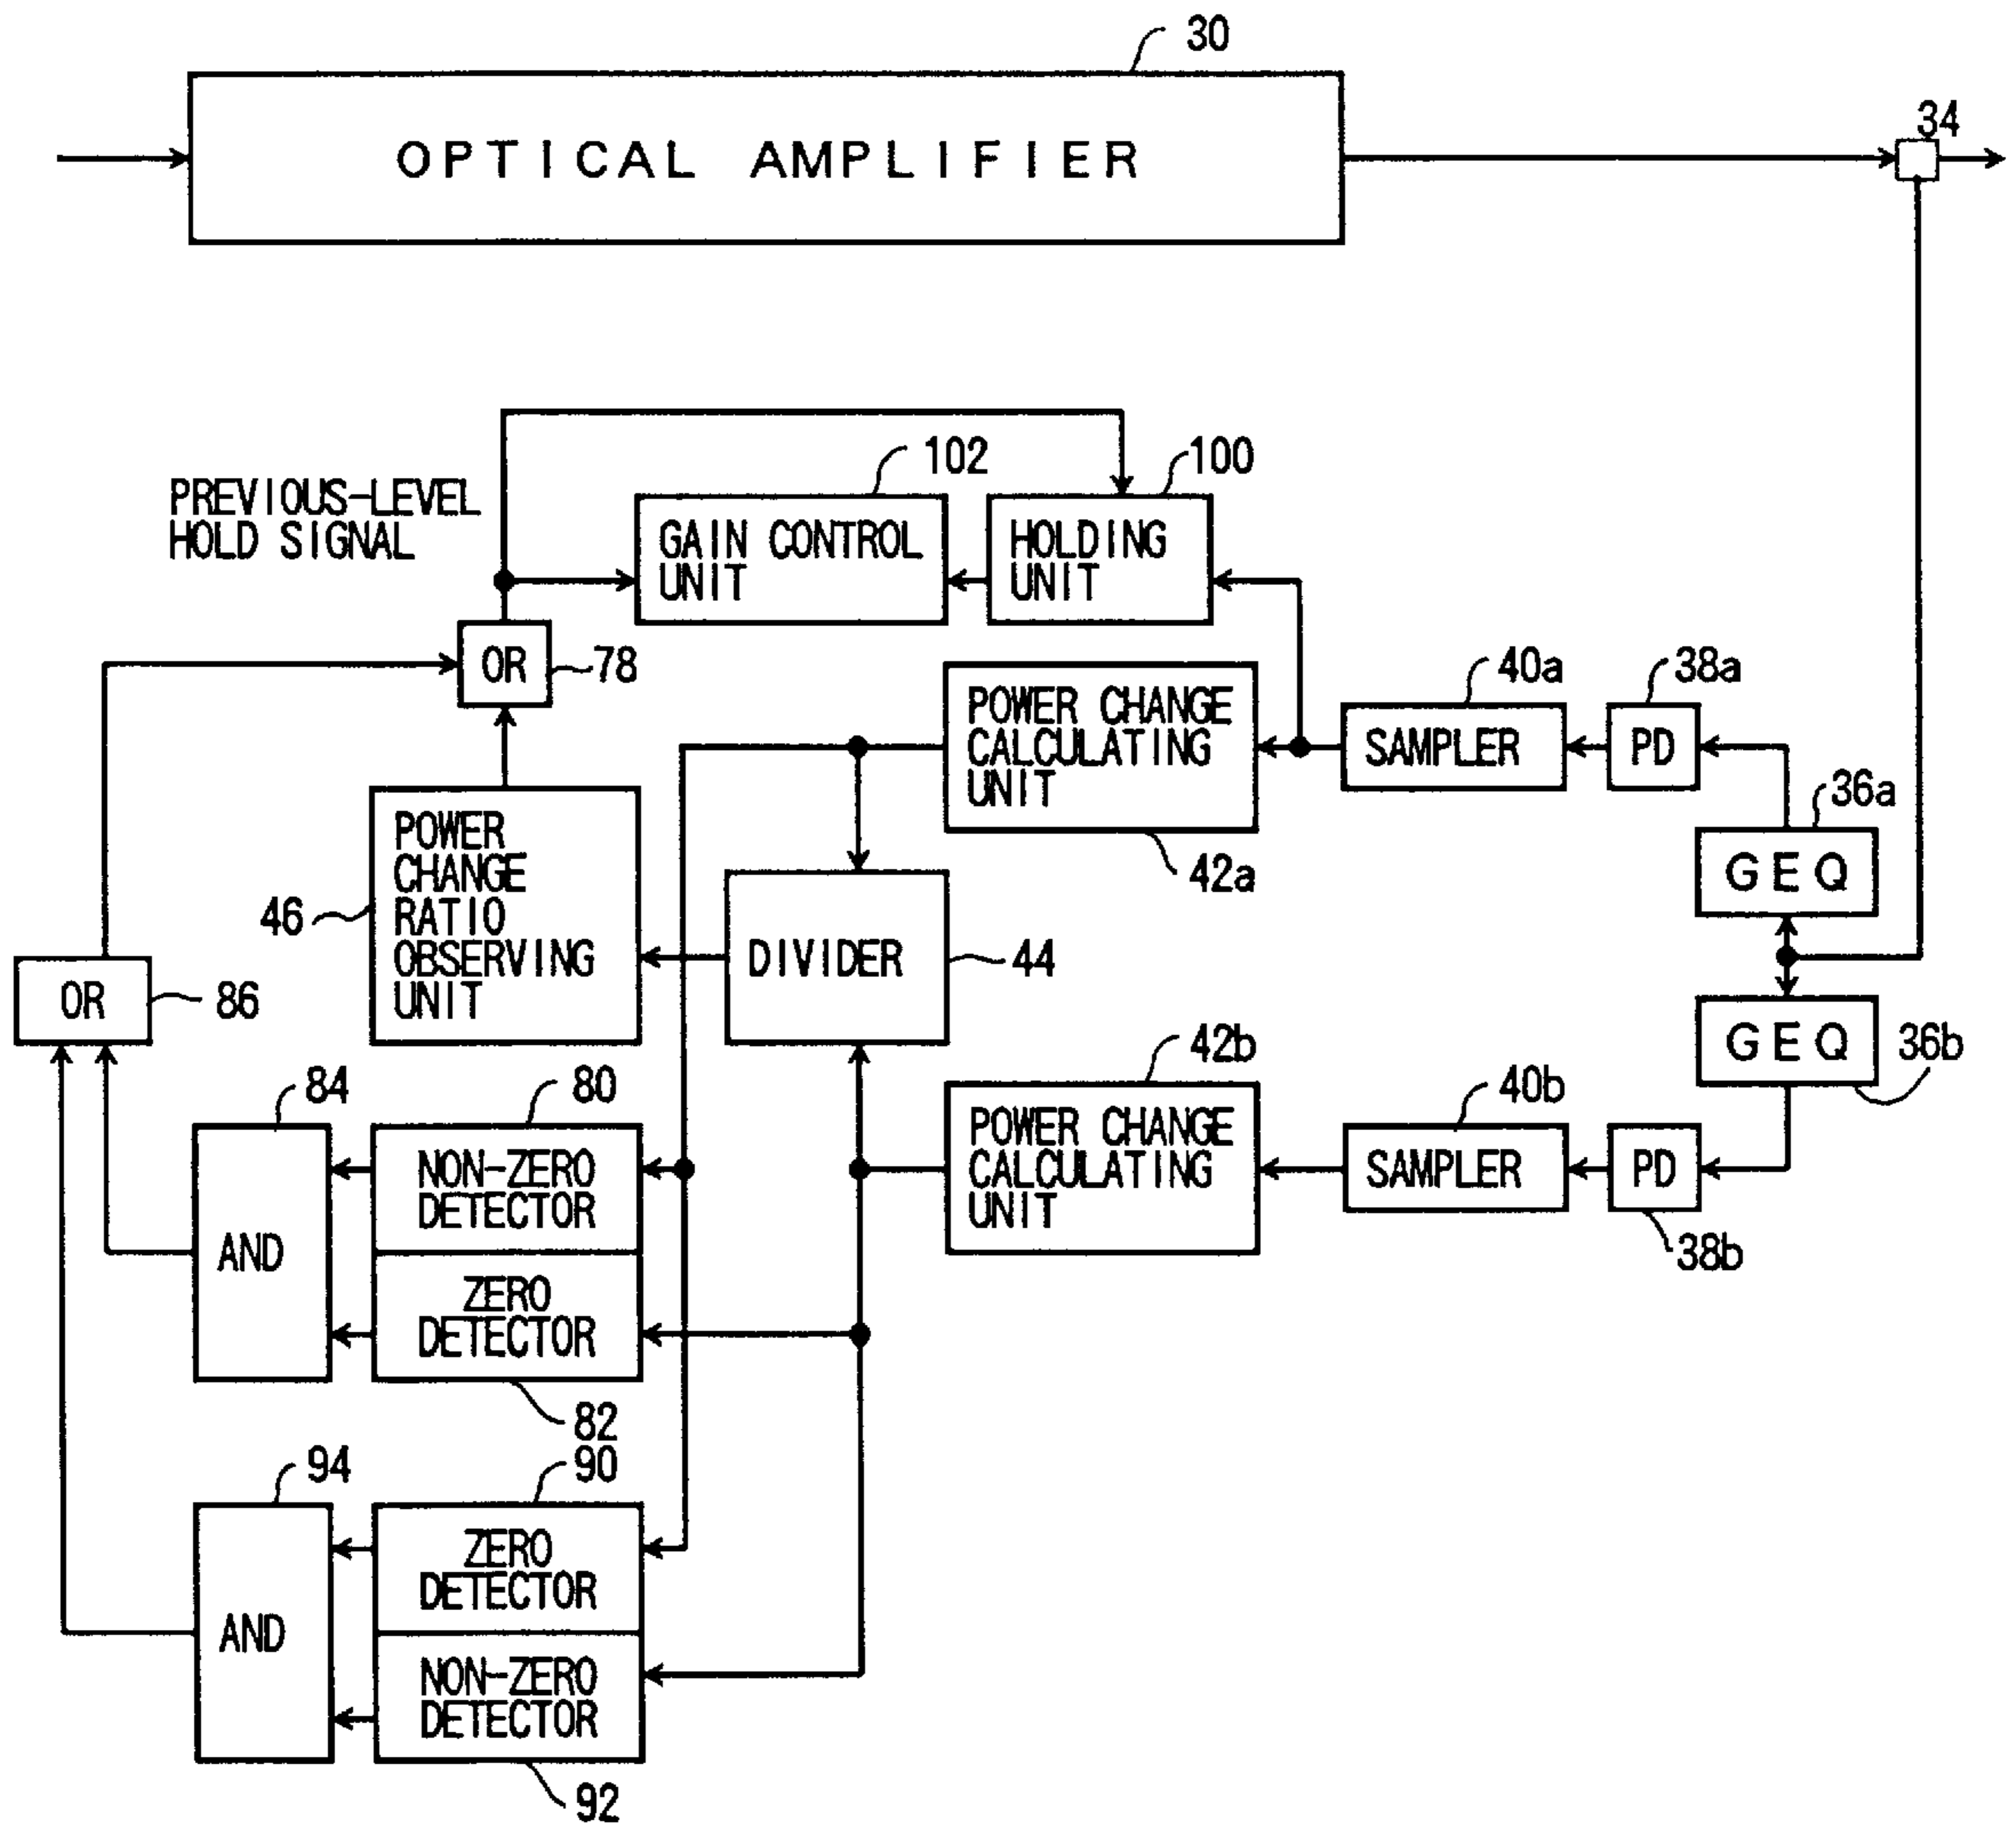 30
OPTICAL AMPLIFIER
34
102
100
PREVIOUS-LEVEL
HOLD SIGNAL
GAIN CONTROL
UNIT
HOLDING
UNIT
OR
78
40a
38a
POWER CHANGE
CALCULATING
UNIT
SAMPLER
PD
36a
POWER
CHANGE
RATIO
OBSERVING
UNIT
42a
GEQ
46
DIVIDER
44
OR
86
42b
GEQ
36b
84
80
40b
NON-ZERO
DETECTOR
POWER CHANGE
CALCULATING
UNIT
SAMPLER
PD
AND
38b
ZERO
DETECTOR
82
94
90
ZERO
DETECTOR
AND
NON-ZERO
DETECTOR
92